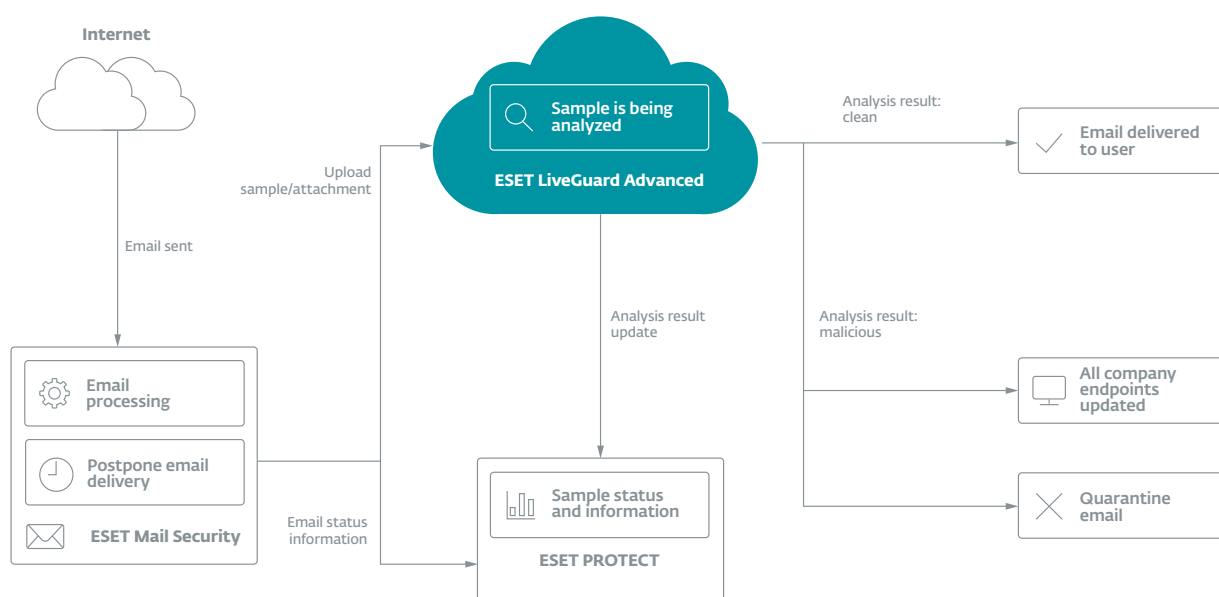 Internet
Email sent
Email
processing
Postpone email
delivery
ESET Mail Security
Upload
sample/attachment
Email status
information
Sample is being
analyzed
ESET LiveGuard Advanced
Analysis result
update
Sample status
and information
ESET PROTECT
Analysis result:
clean
Email delivered
to user
Analysis result:
malicious
All company
endpoints
updated
Quarantine
email